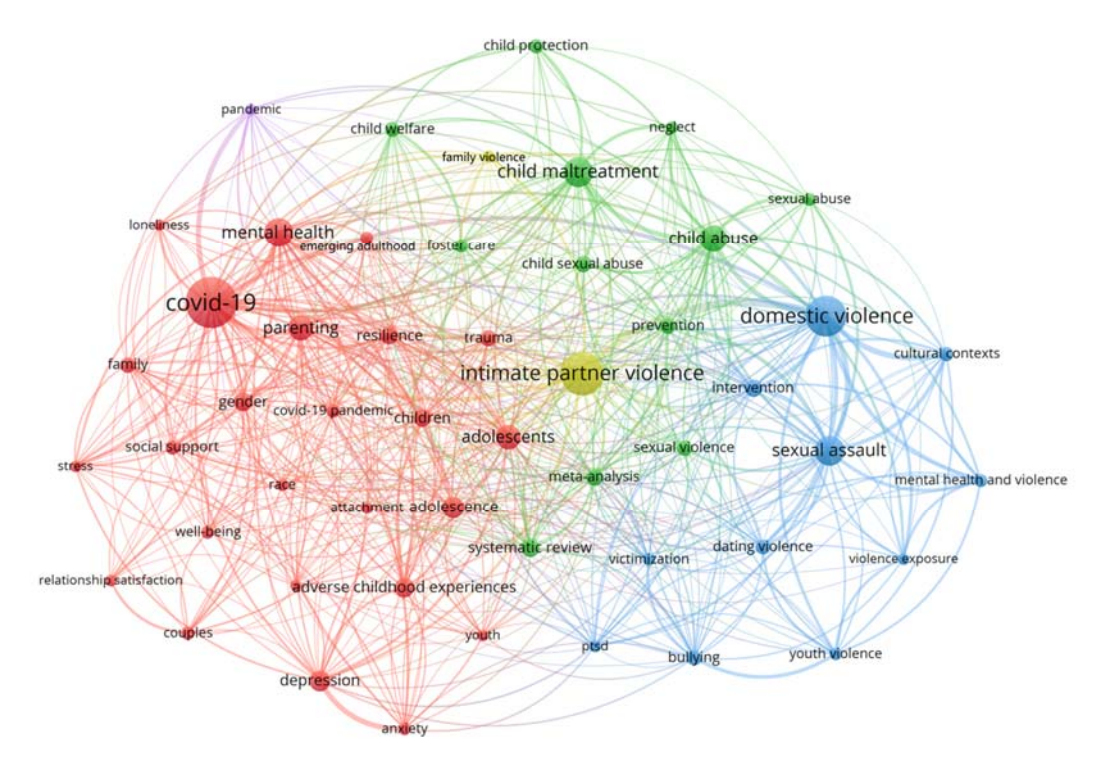 child protection
pandemic
child welfare
neglect
family violence
child maltreatment
sexual abuse
loneliness
mental health
emerging adulthood
foster care
child abuse
child sexual abuse
covid-19
domestic violence
parenting
resilience
trauma
prevention
cultural contexts
family
intimate partner violence
intervention
gender
covid-19 pandemic
children
adolescents
social support
sexual violence
sexual assault
stress
meta-analysis
mental health and violence
race
attachment
adolescence
well-being
systematic review
dating violence
victimization
violence exposure
relationship satisfaction
adverse childhood experiences
couples
youth
ptsd
bullying
youth violence
depression
anxiety